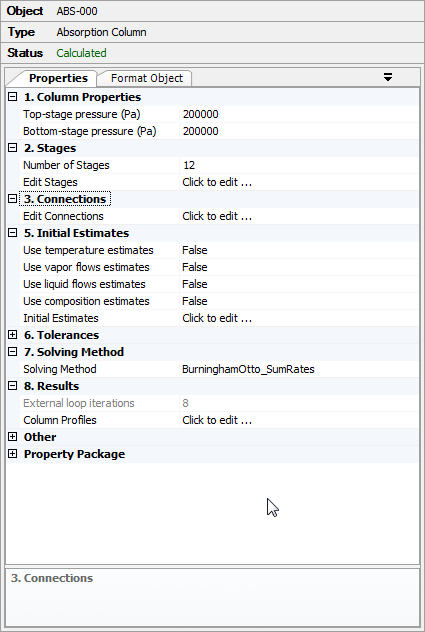 Object ABS-000
Type Absorption Column
Status Calculated
Properties Format Object
1. Column Properties
Top-stage pressure (Pa) 200000
Bottom-stage pressure (Pa) 200000
2. Stages
Number of Stages 12
Edit Stages Click to edit ...
3. Connections
Edit Connections Click to edit ...
5. Initial Estimates
Use temperature estimates False
Use vapor flows estimates False
Use liquid flows estimates False
Use composition estimates False
Initial Estimates Click to edit ...
6. Tolerances
7. Solving Method
Solving Method BurninghamOtto_SumRates
8. Results
External loop iterations 8
Column Profiles Click to edit ...
Other
Property Package
3. Connections